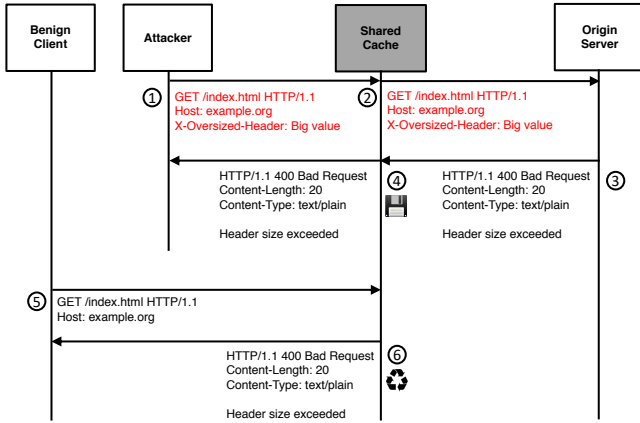 Benign
Client
Attacker
Shared
Cache
Origin
Server
①
GET /index.html HTTP/1.1
Host: example.org
X-Oversized-Header: Big value
②
GET /index.html HTTP/1.1
Host: example.org
X-Oversized-Header: Big value
HTTP/1.1 400 Bad Request
Content-Length: 20
Content-Type: text/plain
Header size exceeded
④
HTTP/1.1 400 Bad Request
Content-Length: 20
Content-Type: text/plain
Header size exceeded
③
⑤
GET /index.html HTTP/1.1
Host: example.org
HTTP/1.1 400 Bad Request
Content-Length: 20
Content-Type: text/plain
Header size exceeded
⑥